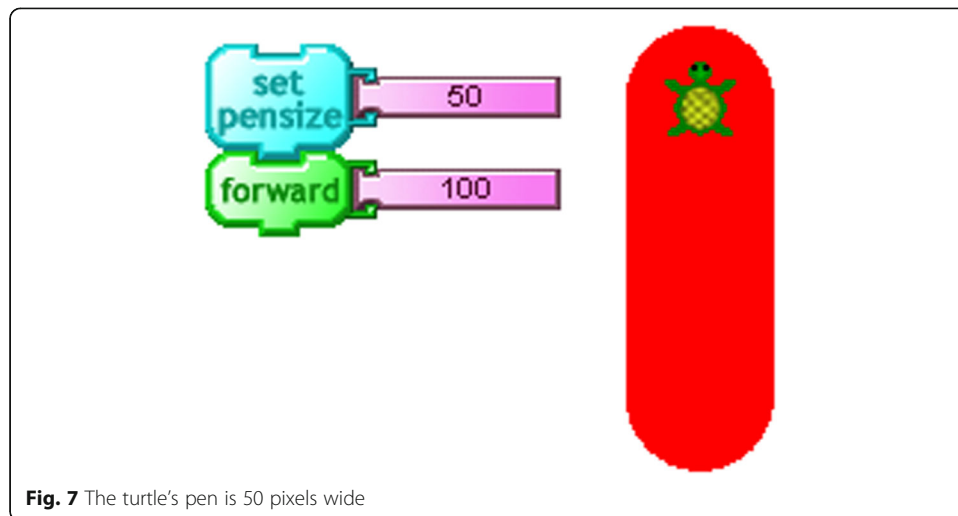 set
pensize
50
forward
100
Fig. 7 The turtle's pen is 50 pixels wide